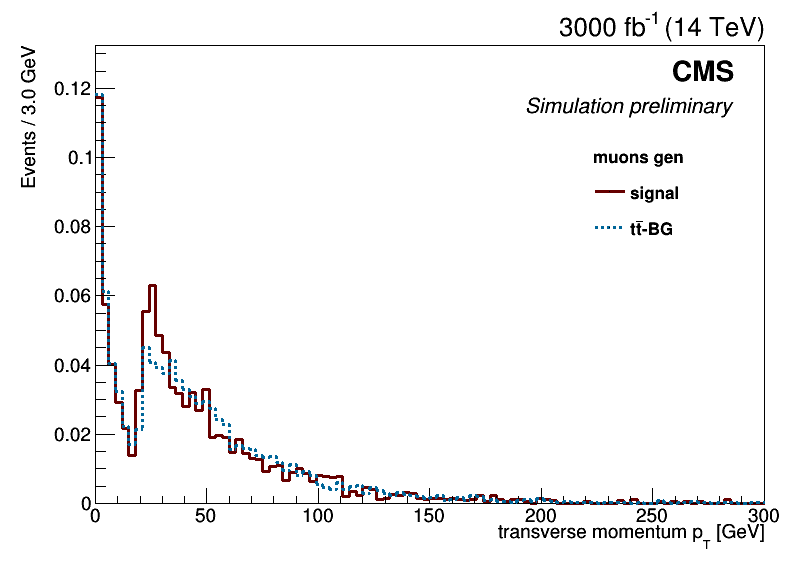 3000 fb⁻¹ (14 TeV)
Events / 3.0 GeV
CMS
Simulation preliminary
muons gen
signal
tt̄-BG
0.12
0.1
0.08
0.06
0.04
0.02
0
0 50 100 150 200 250 300
transverse momentum p_T [GeV]